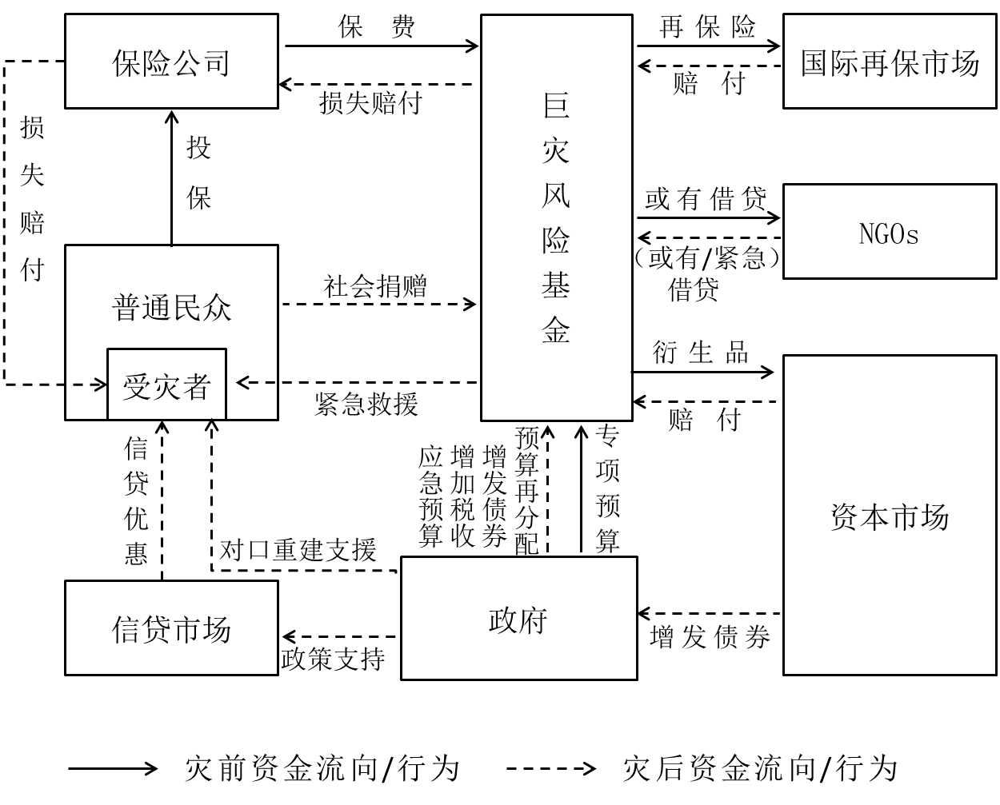 保险公司
保 费
损失赔付
再保险
赔 付
国际再保市场
损失赔付
投保
巨灾风险基金
或有借贷
（或有/紧急）
借贷
NGOs
普通民众
社会捐赠
受灾者
紧急救援
衍生品
赔 付
资本市场
信贷优惠
对口重建支援
应急预算
增加税收
增发债券
预算再分配
专项预算
信贷市场
政策支持
政府
增发债券
灾前资金流向/行为
灾后资金流向/行为